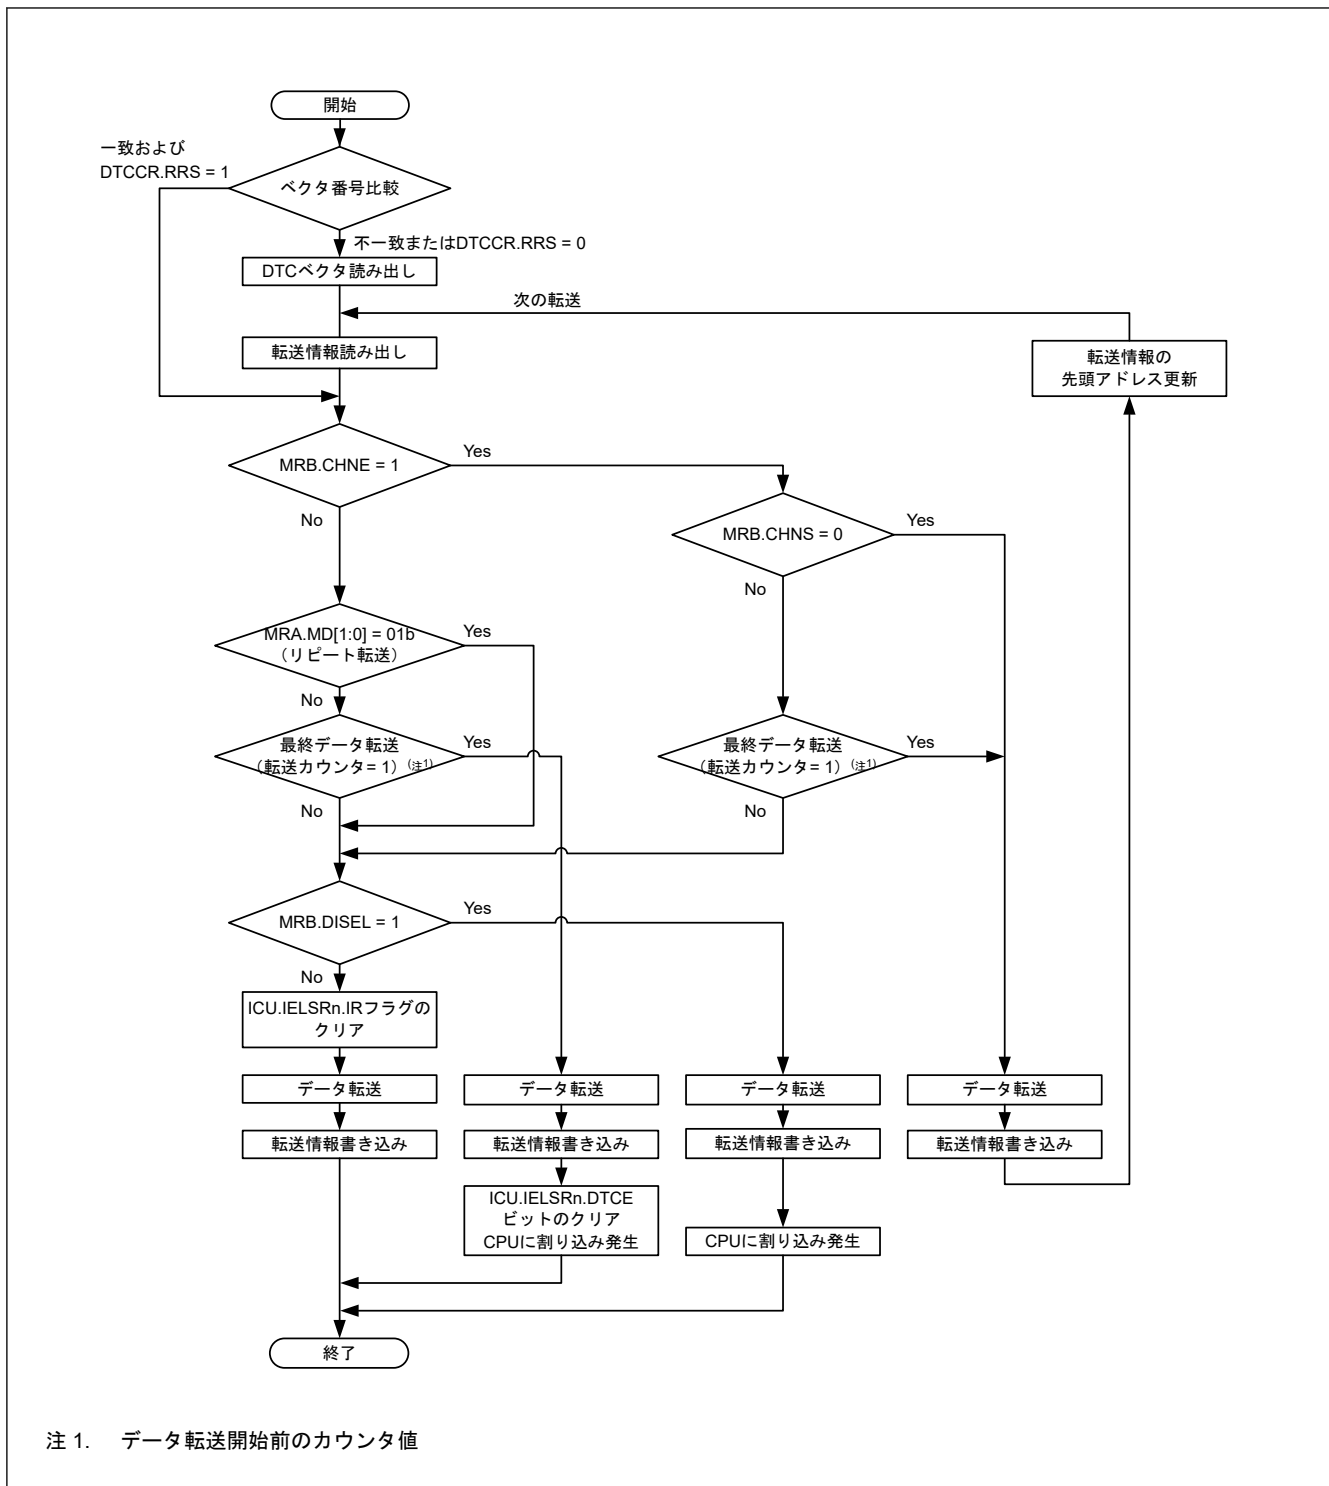 開始
一致および
DTCCR.RRS = 1
ベクタ番号比較
不一致またはDTCCR.RRS = 0
DTCベクタ読み出し
次の転送
転送情報読み出し
転送情報の
先頭アドレス更新
MRB.CHNE = 1
Yes
No
MRB.CHNS = 0
Yes
No
MRA.MD[1:0] = 01b
（リピート転送）
Yes
No
最終データ転送
（転送カウンタ= 1）(注1)
Yes
No
最終データ転送
（転送カウンタ= 1）(注1)
Yes
No
MRB.DISEL = 1
Yes
No
ICU.IELSRn.IRフラグの
クリア
データ転送
データ転送
データ転送
データ転送
転送情報書き込み
転送情報書き込み
転送情報書き込み
転送情報書き込み
ICU.IELSRn.DTCE
ビットのクリア
CPUに割り込み発生
CPUに割り込み発生
終了
注 1. データ転送開始前のカウンタ値